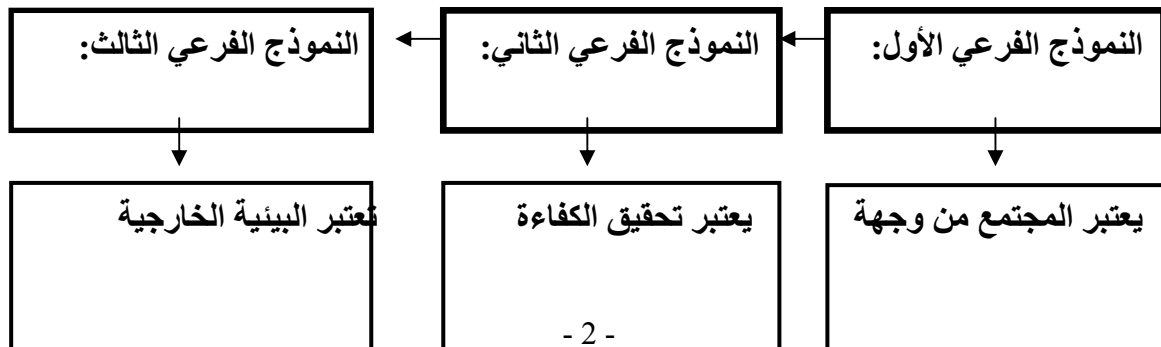 النموذج الفرعي الأول:
النموذج الفرعي الثاني:
النموذج الفرعي الثالث:
يعتبر المجتمع من وجهة
يعتبر تحقيق الكفاءة
تعتبر البيئية الخارجية
- 2 -